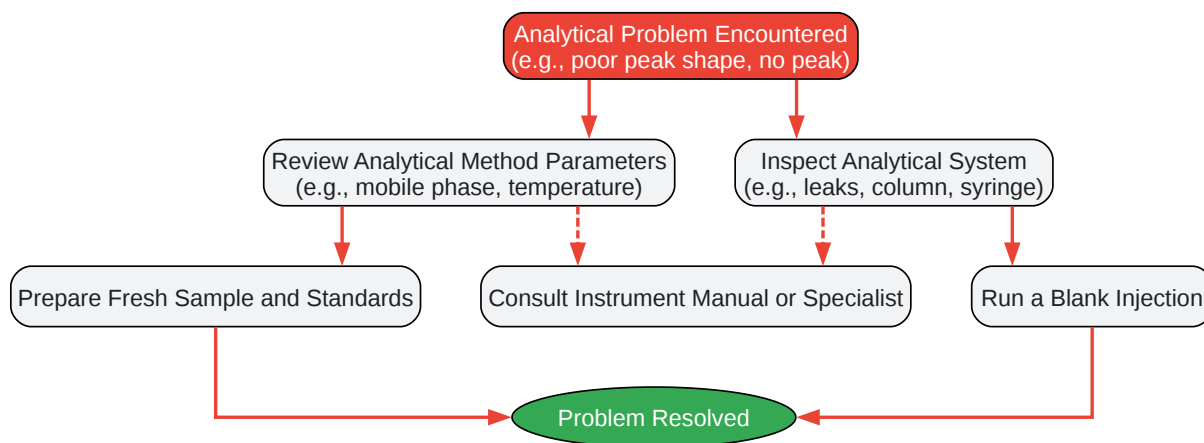 Analytical Problem Encountered
(e.g., poor peak shape, no peak)
Review Analytical Method Parameters
(e.g., mobile phase, temperature)
Inspect Analytical System
(e.g., leaks, column, syringe)
Prepare Fresh Sample and Standards
Consult Instrument Manual or Specialist
Run a Blank Injection
Problem Resolved